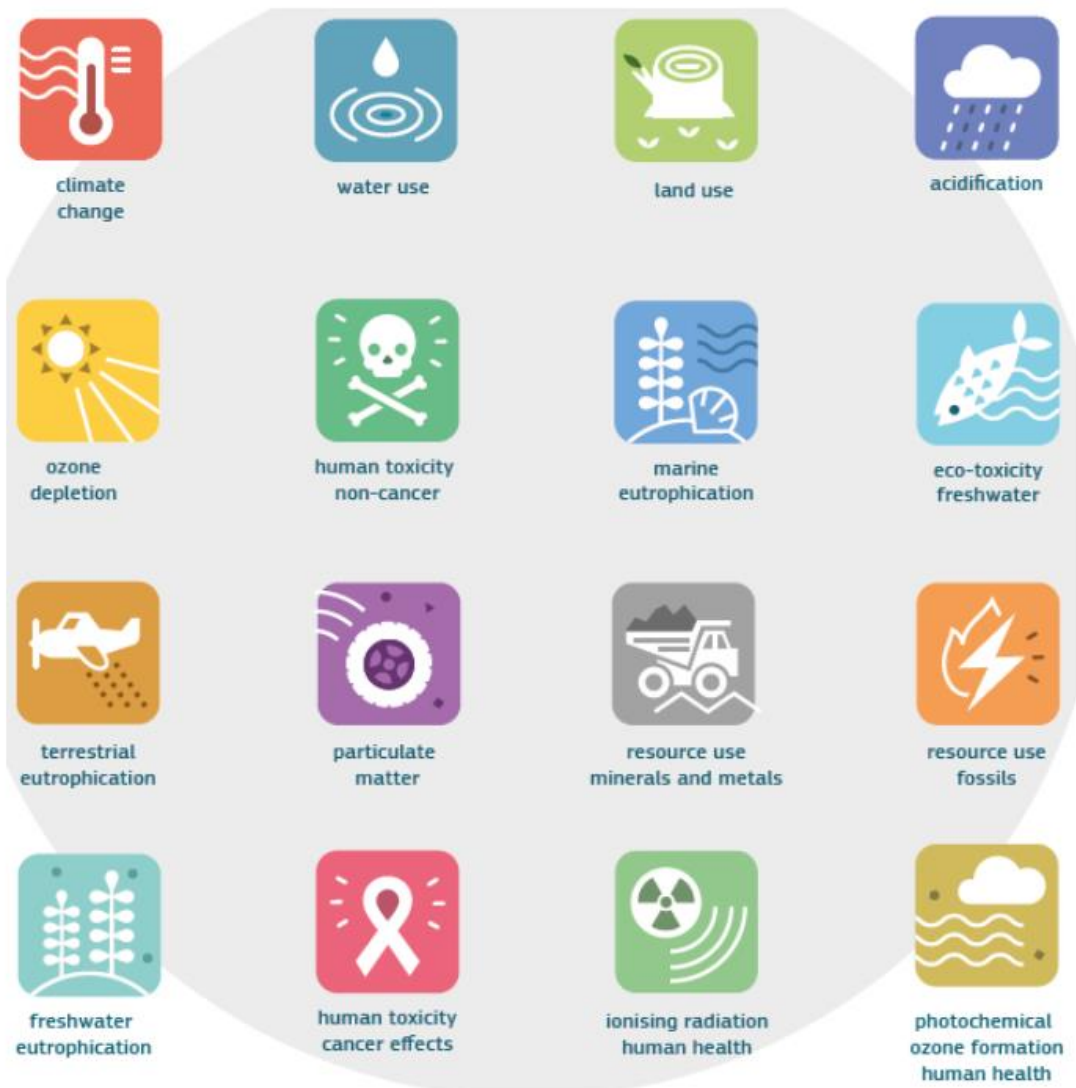 climate
change
water use
land use
acidification
ozone
depletion
human toxicity
non-cancer
marine
eutrophication
eco-toxicity
freshwater
terrestrial
eutrophication
particulate
matter
resource use
minerals and metals
resource use
fossils
freshwater
eutrophication
human toxicity
cancer effects
ionising radiation
human health
photochemical
ozone formation
human health